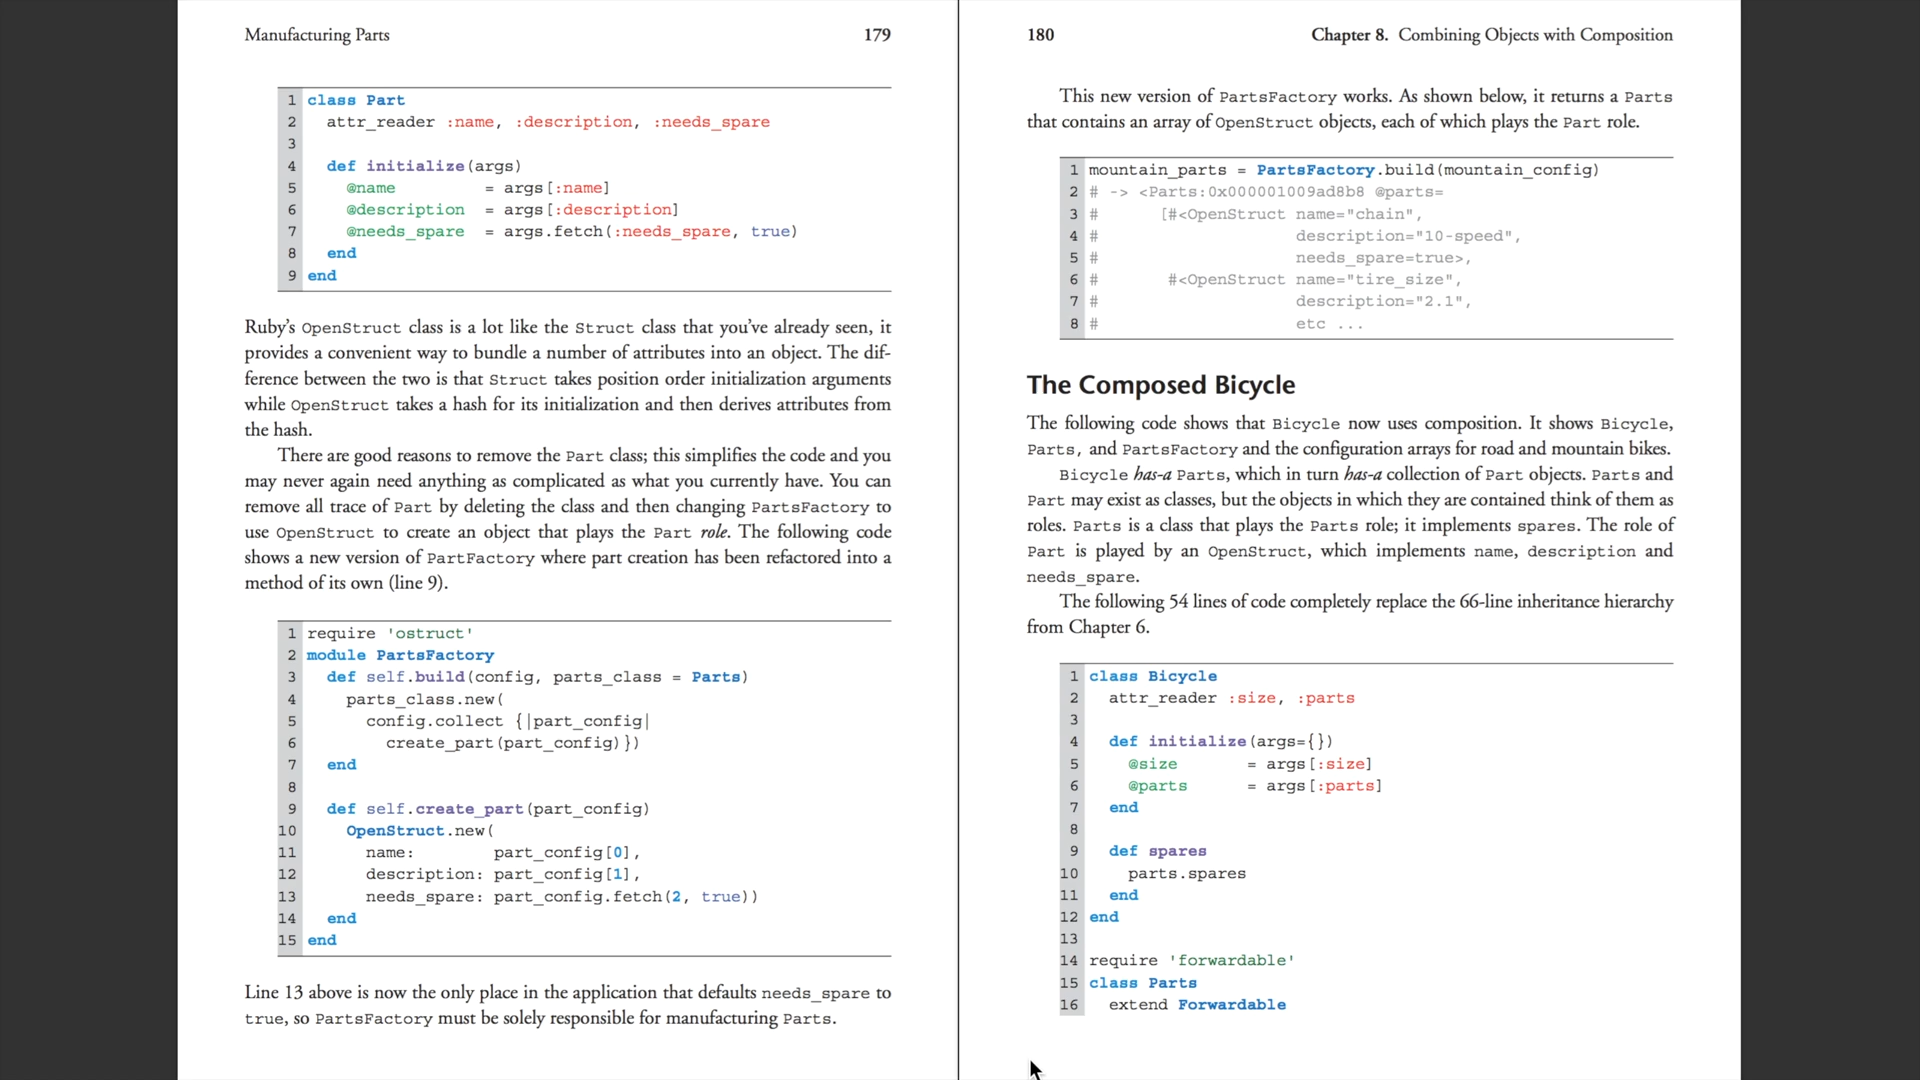 Manufacturing Parts 179
1 class Part
2 attr_reader :name, :description, :needs_spare
3
4 def initialize(args)
5 @name = args[:name]
6 @description = args[:description]
7 @needs_spare = args.fetch(:needs_spare, true)
8 end
9 end
Ruby’s OpenStruct class is a lot like the Struct class that you’ve already seen, it
provides a convenient way to bundle a number of attributes into an object. The dif-
ference between the two is that Struct takes position order initialization arguments
while OpenStruct takes a hash for its initialization and then derives attributes from
the hash.
There are good reasons to remove the Part class; this simplifies the code and you
may never again need anything as complicated as what you currently have. You can
remove all trace of Part by deleting the class and then changing PartsFactory to
use OpenStruct to create an object that plays the Part role. The following code
shows a new version of PartFactory where part creation has been refactored into a
method of its own (line 9).
1 require 'ostruct'
2 module PartsFactory
3 def self.build(config, parts_class = Parts)
4 parts_class.new(
5 config.collect {|part_config|
6 create_part(part_config)})
7 end
8
9 def self.create_part(part_config)
10 OpenStruct.new(
11 name: part_config[0],
12 description: part_config[1],
13 needs_spare: part_config.fetch(2, true))
14 end
15 end
Line 13 above is now the only place in the application that defaults needs_spare to
true, so PartsFactory must be solely responsible for manufacturing Parts.
180 Chapter 8. Combining Objects with Composition
This new version of PartsFactory works. As shown below, it returns a Parts
that contains an array of OpenStruct objects, each of which plays the Part role.
1 mountain_parts = PartsFactory.build(mountain_config)
2 # -> <Parts:0x000001009ad8b8 @parts=
3 # [#<OpenStruct name="chain",
4 # description="10-speed",
5 # needs_spare=true>,
6 # #<OpenStruct name="tire_size",
7 # description="2.1",
8 # etc ...
The Composed Bicycle
The following code shows that Bicycle now uses composition. It shows Bicycle,
Parts, and PartsFactory and the configuration arrays for road and mountain bikes.
Bicycle has-a Parts, which in turn has-a collection of Part objects. Parts and
Part may exist as classes, but the objects in which they are contained think of them as
roles. Parts is a class that plays the Parts role; it implements spares. The role of
Part is played by an OpenStruct, which implements name, description and
needs_spare.
The following 54 lines of code completely replace the 66-line inheritance hierarchy
from Chapter 6.
1 class Bicycle
2 attr_reader :size, :parts
3
4 def initialize(args={})
5 @size = args[:size]
6 @parts = args[:parts]
7 end
8
9 def spares
10 parts.spares
11 end
12 end
13
14 require 'forwardable'
15 class Parts
16 extend Forwardable